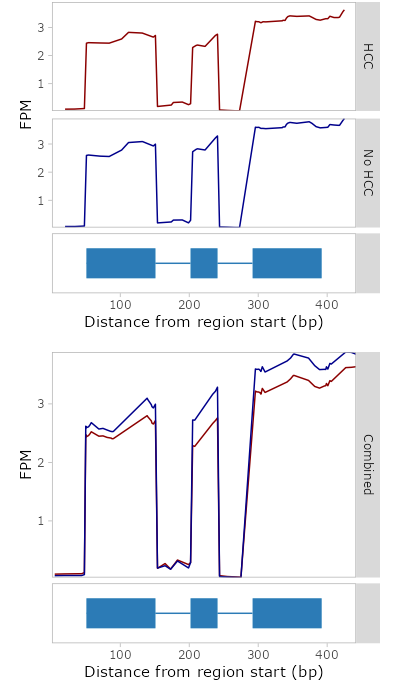 3
2
1
HCC
FPM
3
2
1
No HCC
100 200 300 400
Distance from region start (bp)
3
2
1
FPM
Combined
100 200 300 400
Distance from region start (bp)